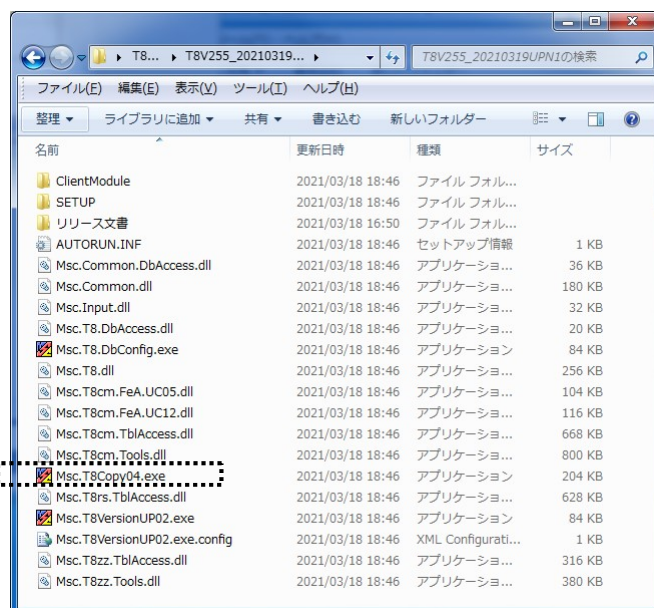 T8... T8V255_20210319... T8V255_20210319UPN1の検索
ファイル(F) 編集(E) 表示(V) ツール(T) ヘルプ(H)
整理 ライブラリに追加 共有 書き込む 新しいフォルダー
名前 更新日時 種類 サイズ
ClientModule 2021/03/18 18:46 ファイル フォル...
SETUP 2021/03/18 18:46 ファイル フォル...
リリース文書 2021/03/18 16:50 ファイル フォル...
AUTORUN.INF 2021/03/18 18:46 セットアップ情報 1 KB
Msc.Common.DbAccess.dll 2021/03/18 18:46 アプリケーショ... 36 KB
Msc.Common.dll 2021/03/18 18:46 アプリケーショ... 180 KB
Msc.Input.dll 2021/03/18 18:46 アプリケーショ... 32 KB
Msc.T8.DbAccess.dll 2021/03/18 18:46 アプリケーショ... 20 KB
Msc.T8.DbConfig.exe 2021/03/18 18:46 アプリケーション 84 KB
Msc.T8.dll 2021/03/18 18:46 アプリケーショ... 256 KB
Msc.T8cm.FeA.UC05.dll 2021/03/18 18:46 アプリケーショ... 104 KB
Msc.T8cm.FeA.UC12.dll 2021/03/18 18:46 アプリケーショ... 116 KB
Msc.T8cm.TblAccess.dll 2021/03/18 18:46 アプリケーショ... 668 KB
Msc.T8cm.Tools.dll 2021/03/18 18:46 アプリケーショ... 800 KB
Msc.T8Copy04.exe 2021/03/18 18:46 アプリケーション 204 KB
Msc.T8rs.TblAccess.dll 2021/03/18 18:46 アプリケーショ... 628 KB
Msc.T8VersionUP02.exe 2021/03/18 18:46 アプリケーション 84 KB
Msc.T8VersionUP02.exe.config 2021/03/18 18:46 XML Configurati... 1 KB
Msc.T8zz.TblAccess.dll 2021/03/18 18:46 アプリケーショ... 316 KB
Msc.T8zz.Tools.dll 2021/03/18 18:46 アプリケーショ... 380 KB